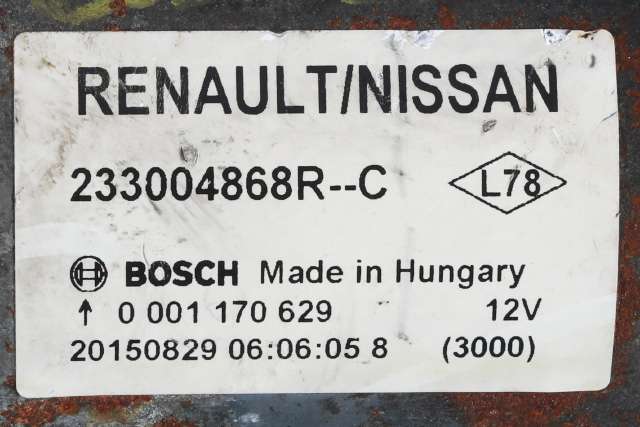 RENAULT/NISSAN
233004868R--C L78
BOSCH Made in Hungary
↑ 0 001 170 629 12V
20150829 06:06:05 8 (3000)